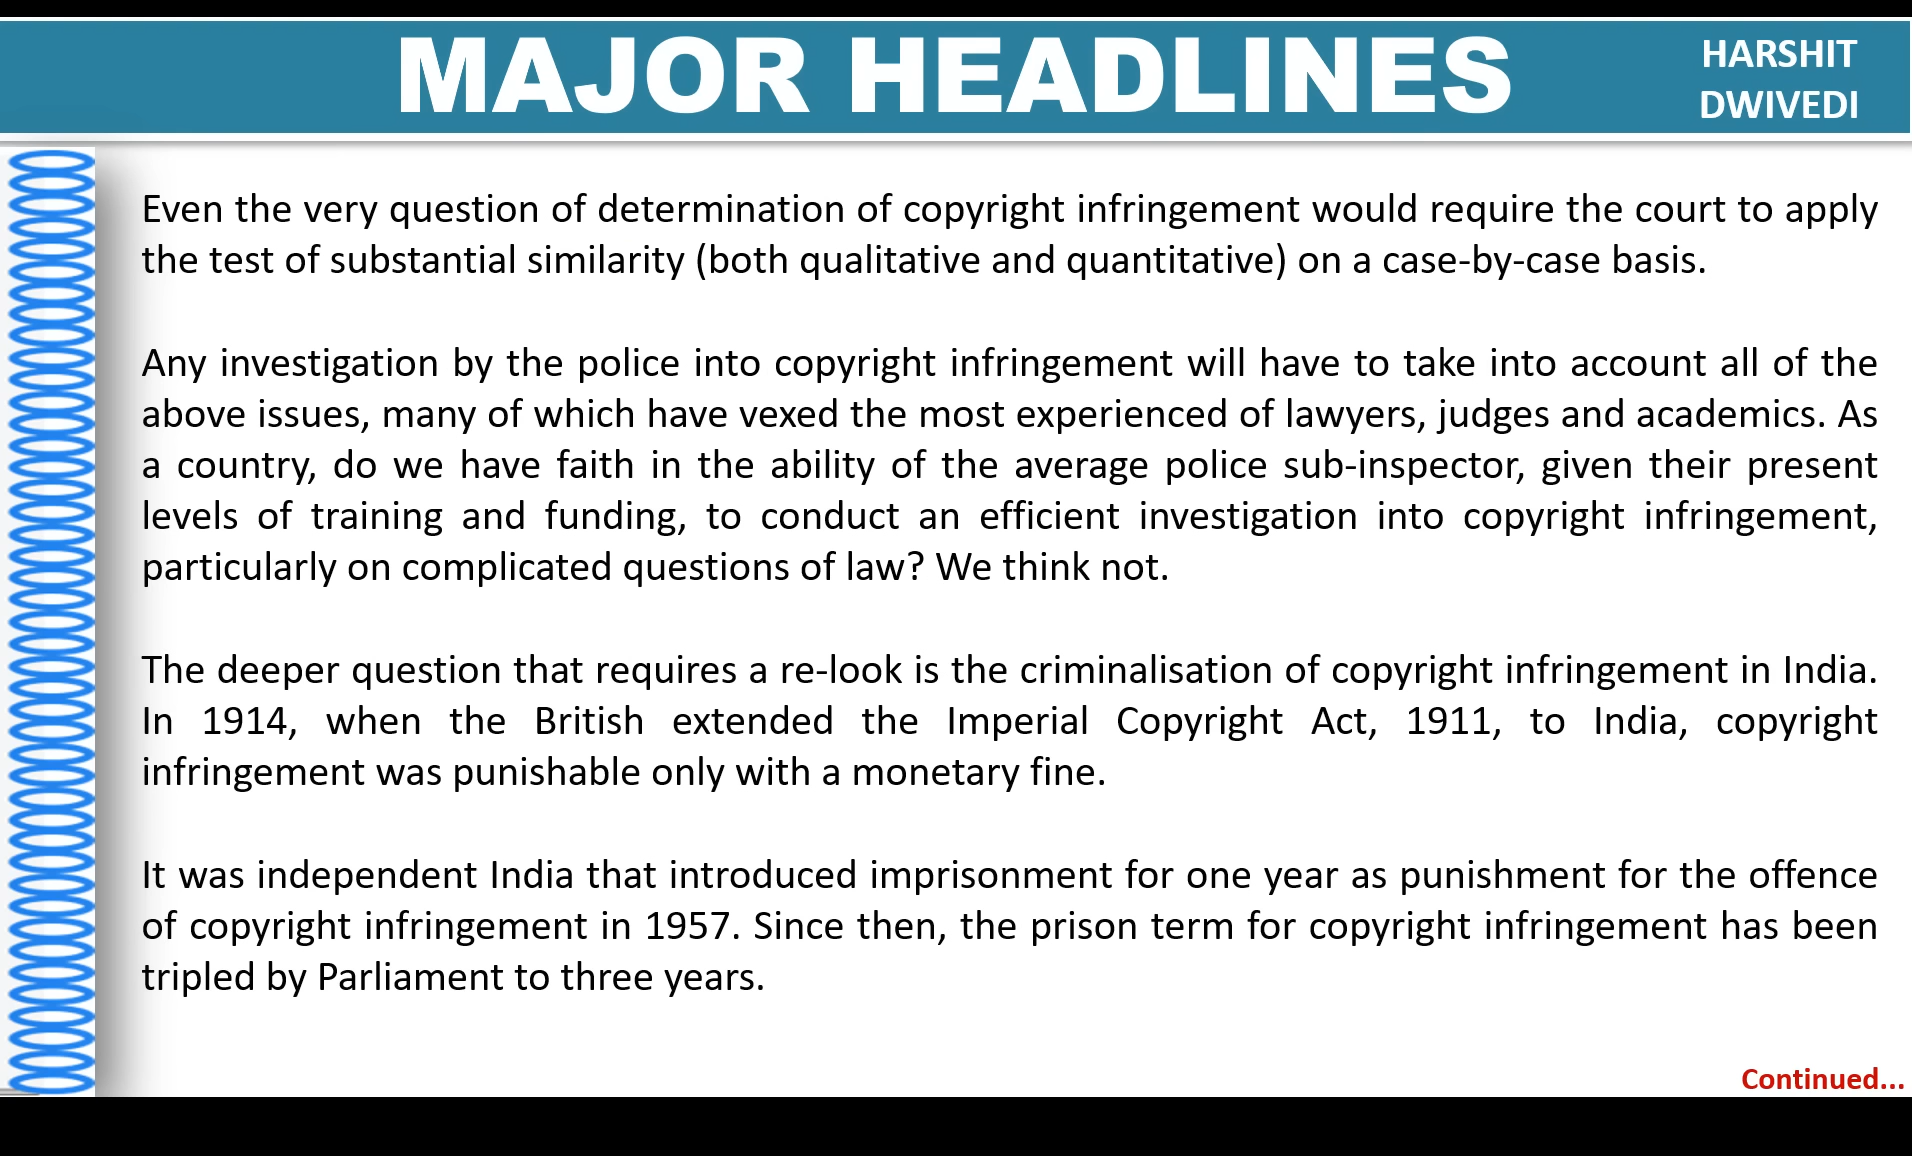 MAJOR HEADLINES
HARSHIT
DWIVEDI
Even the very question of determination of copyright infringement would require the court to apply
the test of substantial similarity (both qualitative and quantitative) on a case-by-case basis.
Any investigation by the police into copyright infringement will have to take into account all of the
above issues, many of which have vexed the most experienced of lawyers, judges and academics. As
a country, do we have faith in the ability of the average police sub-inspector, given their present
levels of training and funding, to conduct an efficient investigation into copyright infringement,
particularly on complicated questions of law? We think not.
The deeper question that requires a re-look is the criminalisation of copyright infringement in India.
In 1914, when the British extended the Imperial Copyright Act, 1911, to India, copyright
infringement was punishable only with a monetary fine.
It was independent India that introduced imprisonment for one year as punishment for the offence
of copyright infringement in 1957. Since then, the prison term for copyright infringement has been
tripled by Parliament to three years.
Continued...